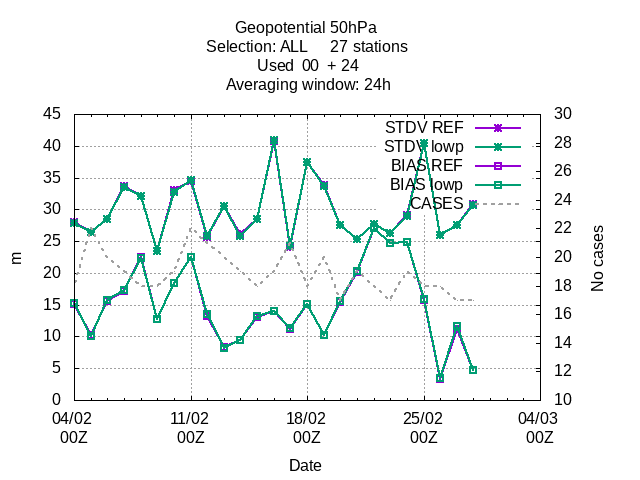 Geopotential 50hPa
Selection: ALL 27 stations
Used 00 + 24
Averaging window: 24h
45
40
35
30
25
20
15
10
5
0
m
30
28
26
24
22
20
18
16
14
12
10
No cases
STDV REF
STDV lowp
BIAS REF
BIAS lowp
CASES
04/02 11/02 18/02 25/02 04/03
00Z 00Z 00Z 00Z 00Z
Date